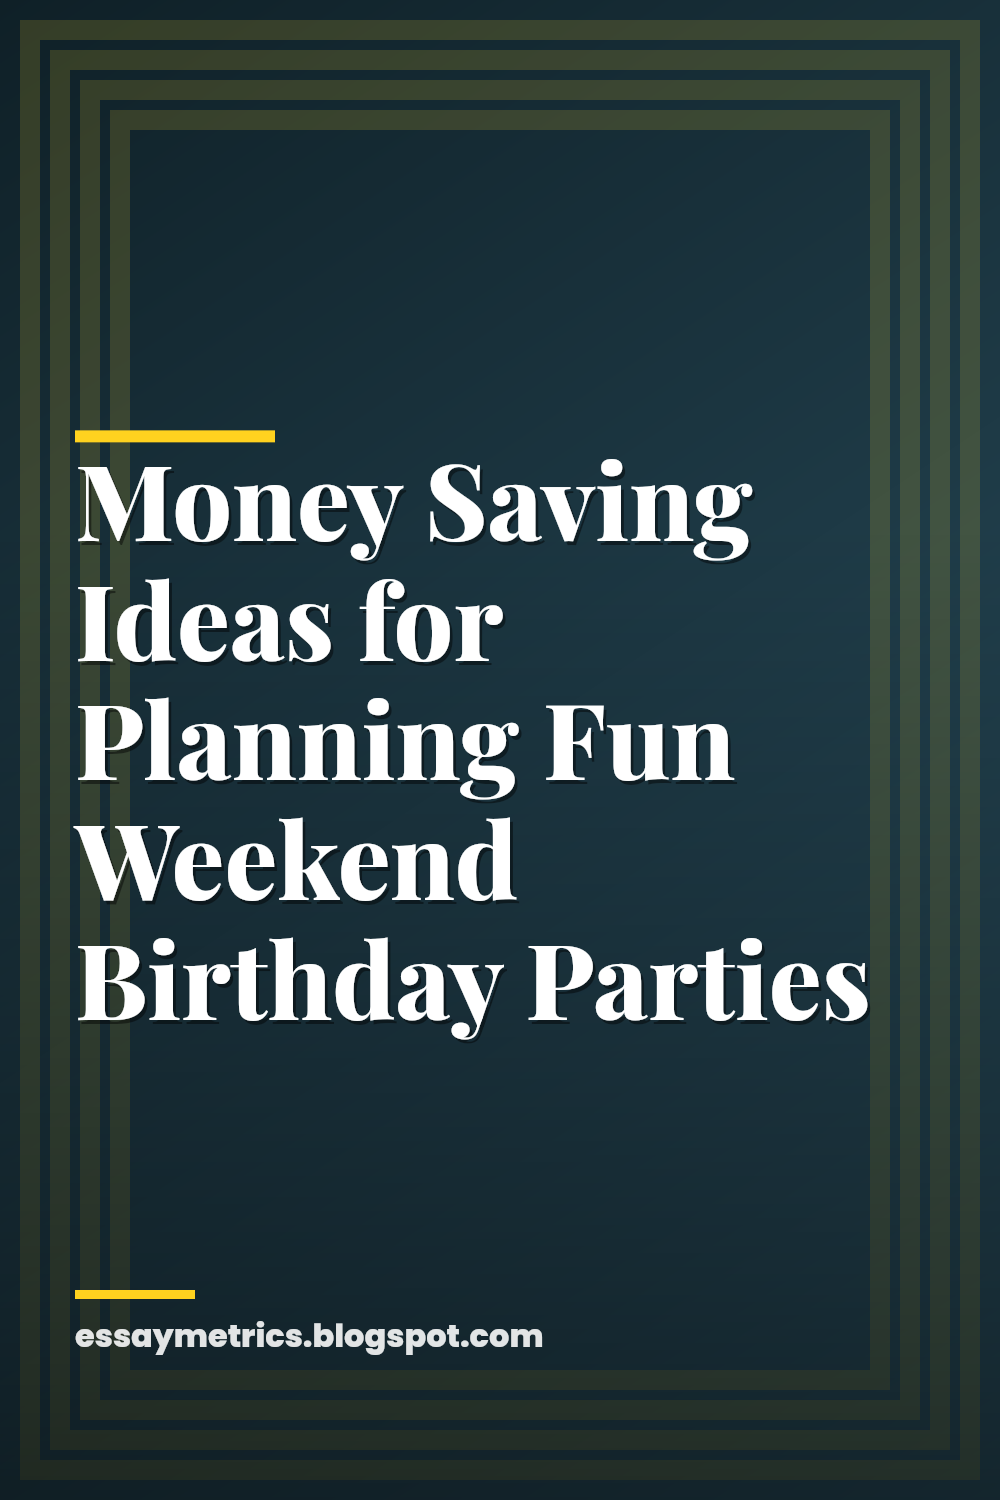 Money Saving
Ideas for
Planning Fun
Weekend
Birthday Parties
essaymetrics.blogspot.com